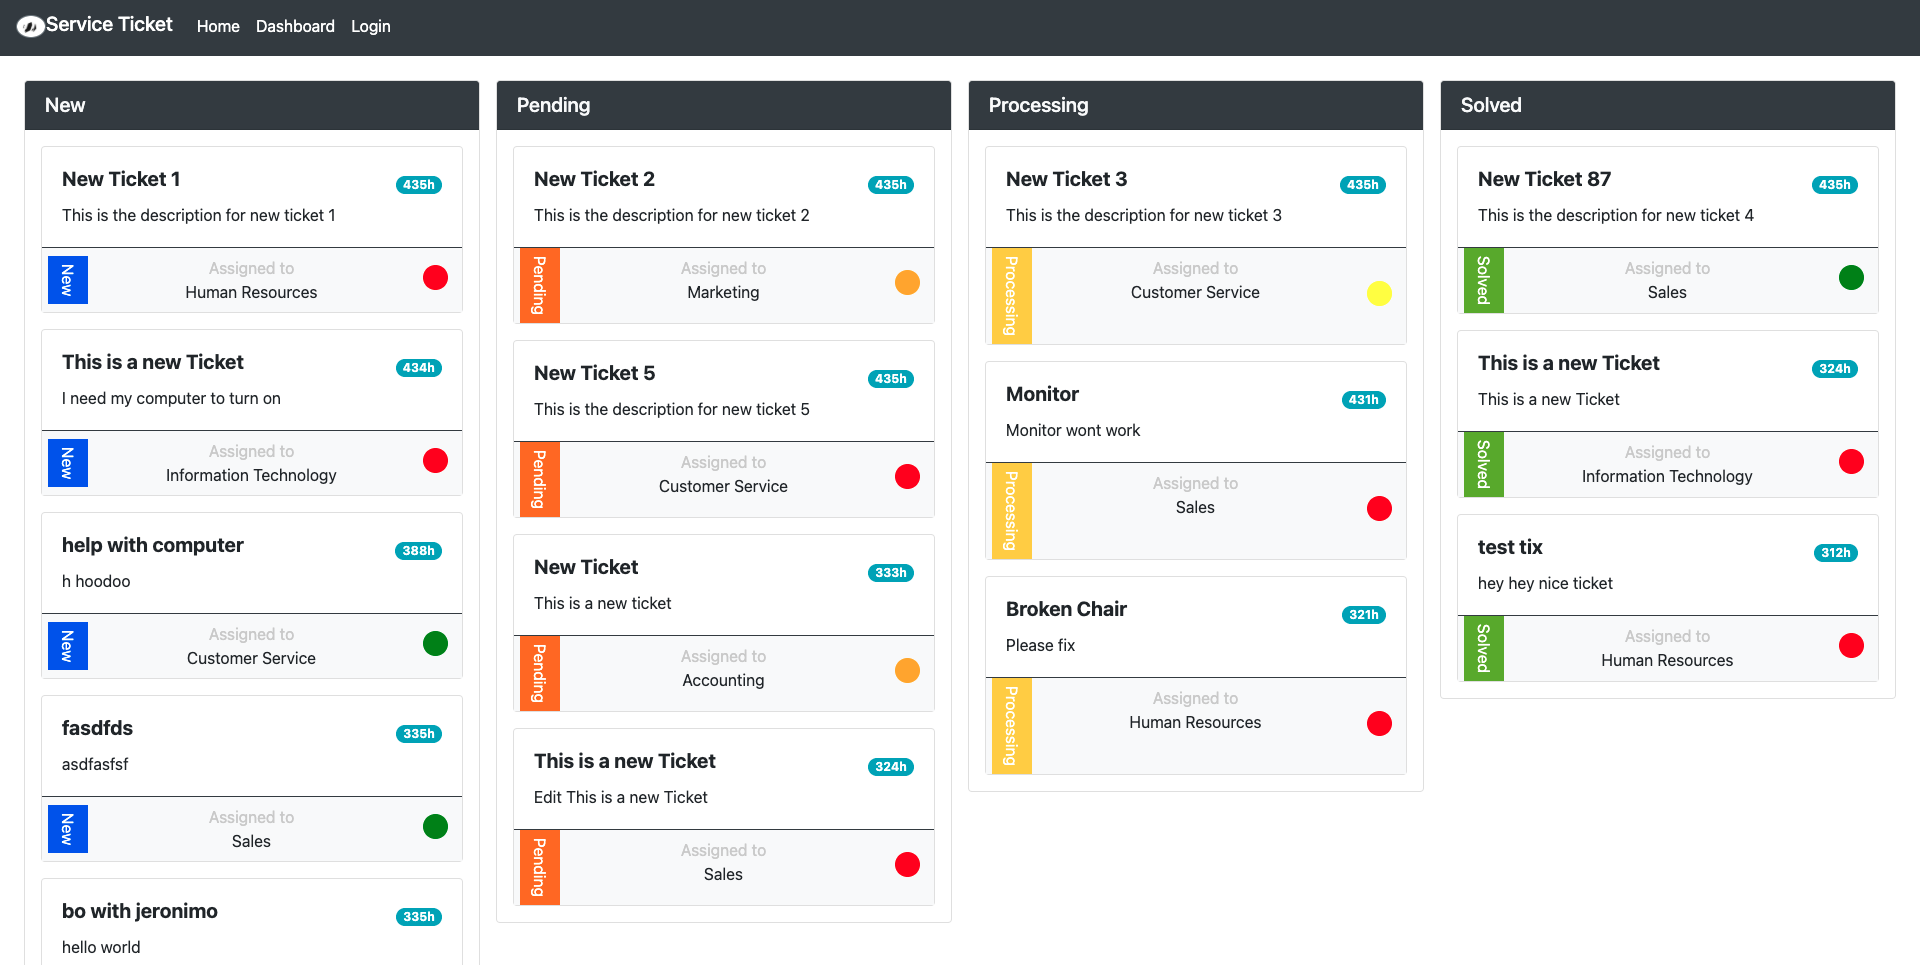 Service Ticket
Home
Dashboard
Login
New
New Ticket 1
435h
This is the description for new ticket 1
New
Assigned to
Human Resources
This is a new Ticket
434h
I need my computer to turn on
New
Assigned to
Information Technology
help with computer
388h
h hoodoo
New
Assigned to
Customer Service
fasdfds
335h
asdfasfsf
New
Assigned to
Sales
bo with jeronimo
335h
hello world
Pending
New Ticket 2
435h
This is the description for new ticket 2
Pending
Assigned to
Marketing
New Ticket 5
435h
This is the description for new ticket 5
Pending
Assigned to
Customer Service
New Ticket
333h
This is a new ticket
Pending
Assigned to
Accounting
This is a new Ticket
324h
Edit This is a new Ticket
Pending
Assigned to
Sales
Processing
New Ticket 3
435h
This is the description for new ticket 3
Processing
Assigned to
Customer Service
Monitor
431h
Monitor wont work
Processing
Assigned to
Sales
Broken Chair
321h
Please fix
Processing
Assigned to
Human Resources
Solved
New Ticket 87
435h
This is the description for new ticket 4
Solved
Assigned to
Sales
This is a new Ticket
324h
This is a new Ticket
Solved
Assigned to
Information Technology
test tix
312h
hey hey nice ticket
Solved
Assigned to
Human Resources